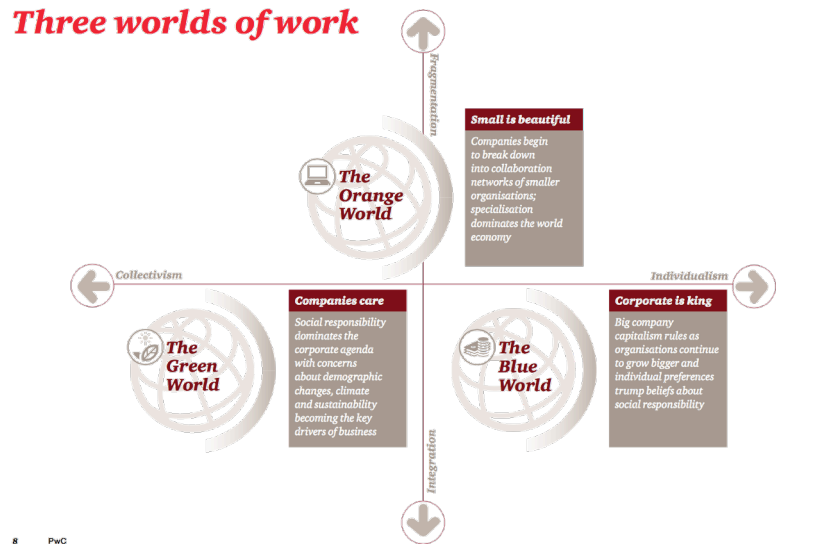 Three worlds of work
Fragmentation
Small is beautiful
Companies begin
to break down
into collaboration
networks of smaller
organisations;
specialisation
dominates the world
economy
The
Orange
World
Collectivism
Individualism
Companies care
Social responsibility
dominates the
corporate agenda
with concerns
about demographic
changes, climate
and sustainability
becoming the key
drivers of business
The
Green
World
Corporate is king
Big company
capitalism rules as
organisations continue
to grow bigger and
individual preferences
trump beliefs about
social responsibility
The
Blue
World
Integration
8 PwC